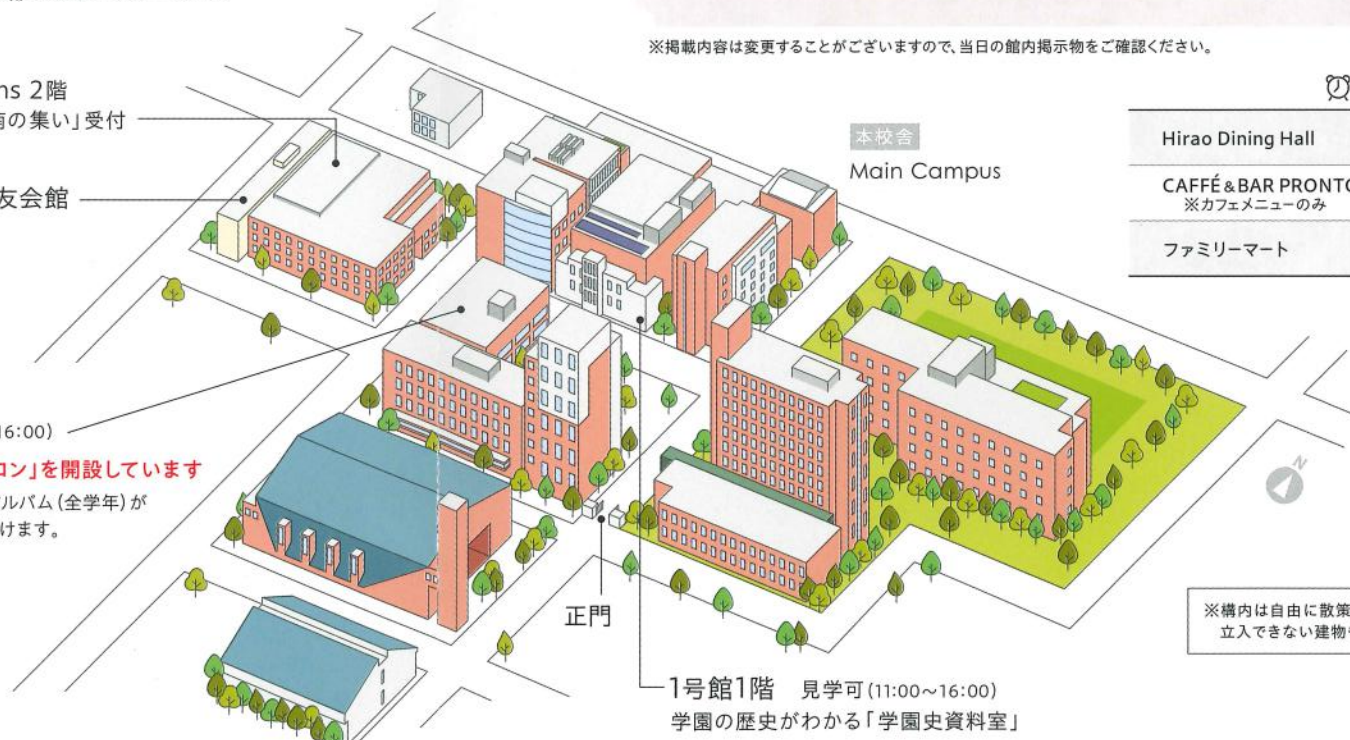 ※掲載内容は変更することがございますので、当日の館内掲示物をご確認ください。
ns 2階
の集い」受付
友会館
本校舎
Main Campus
Hirao Dining Hall
CAFFÉ&BAR PRONTO
※カフェメニューのみ
ファミリーマート
16:00)
コン」を開設しています
ルバム(全学年)が
けます。
N
正門
1号館1階 見学可(11:00～16:00)
学園の歴史がわかる「学園史資料室」
※構内は自由に散策
立入できない建物